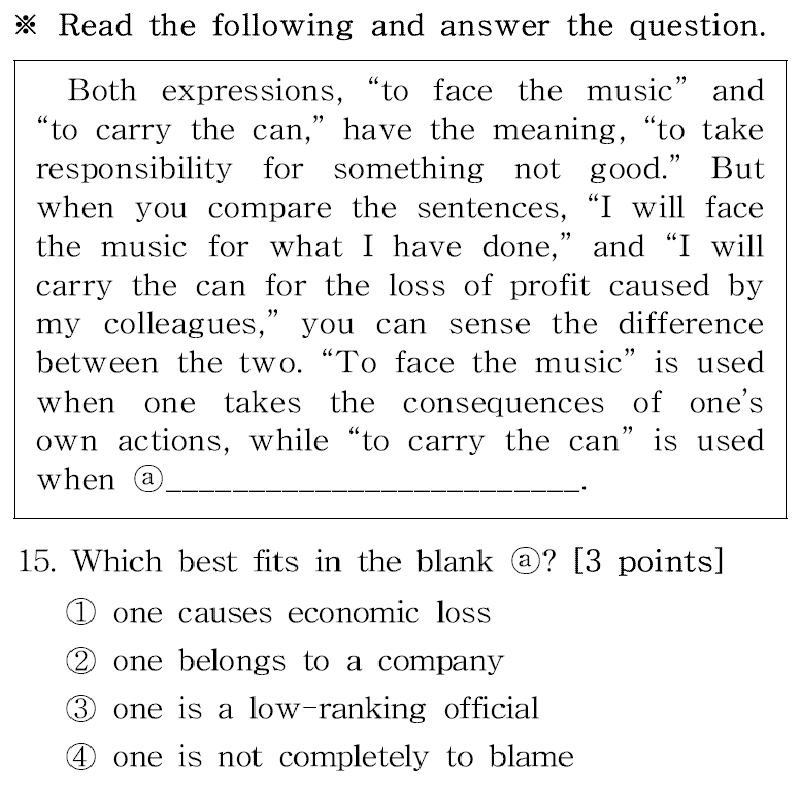 ※ Read the following and answer the question.
Both expressions, “to face the music” and
“to carry the can,” have the meaning, “to take
responsibility for something not good.” But
when you compare the sentences, “I will face
the music for what I have done,” and “I will
carry the can for the loss of profit caused by
my colleagues,” you can sense the difference
between the two. “To face the music” is used
when one takes the consequences of one’s
own actions, while “to carry the can” is used
when ⓐ_________________________.
15. Which best fits in the blank ⓐ? [3 points]
① one causes economic loss
② one belongs to a company
③ one is a low-ranking official
④ one is not completely to blame